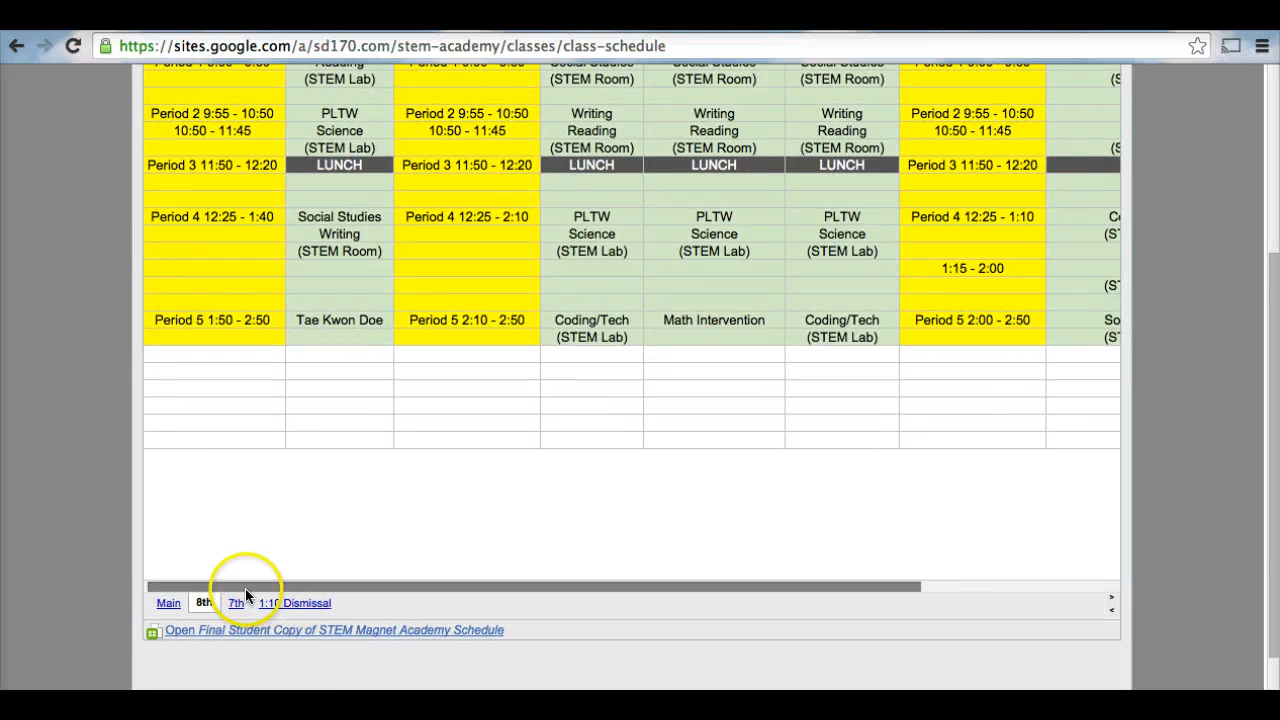 https://sites.google.com/a/sd170.com/stem-academy/classes/class-schedule
(STEM Lab) (STEM Room) (STEM Room) (STEM Room)
Period 2 9:55 - 10:50 PLTW Period 2 9:55 - 10:50 Writing Writing Writing Period 2 9:55 - 10:50
10:50 - 11:45 Science 10:50 - 11:45 Reading Reading Reading 10:50 - 11:45
(STEM Lab) (STEM Room) (STEM Room) (STEM Room)
Period 3 11:50 - 12:20 LUNCH Period 3 11:50 - 12:20 LUNCH LUNCH LUNCH Period 3 11:50 - 12:20
Period 4 12:25 - 1:40 Social Studies Period 4 12:25 - 2:10 PLTW PLTW PLTW Period 4 12:25 - 1:10
Writing Science Science Science
(STEM Room) (STEM Lab) (STEM Lab) (STEM Lab)
1:15 - 2:00
Period 5 1:50 - 2:50 Tae Kwon Doe Period 5 2:10 - 2:50 Coding/Tech Math Intervention Coding/Tech Period 5 2:00 - 2:50
(STEM Lab) (STEM Lab)
Main 8th 7th 1:10 Dismissal
Open Final Student Copy of STEM Magnet Academy Schedule